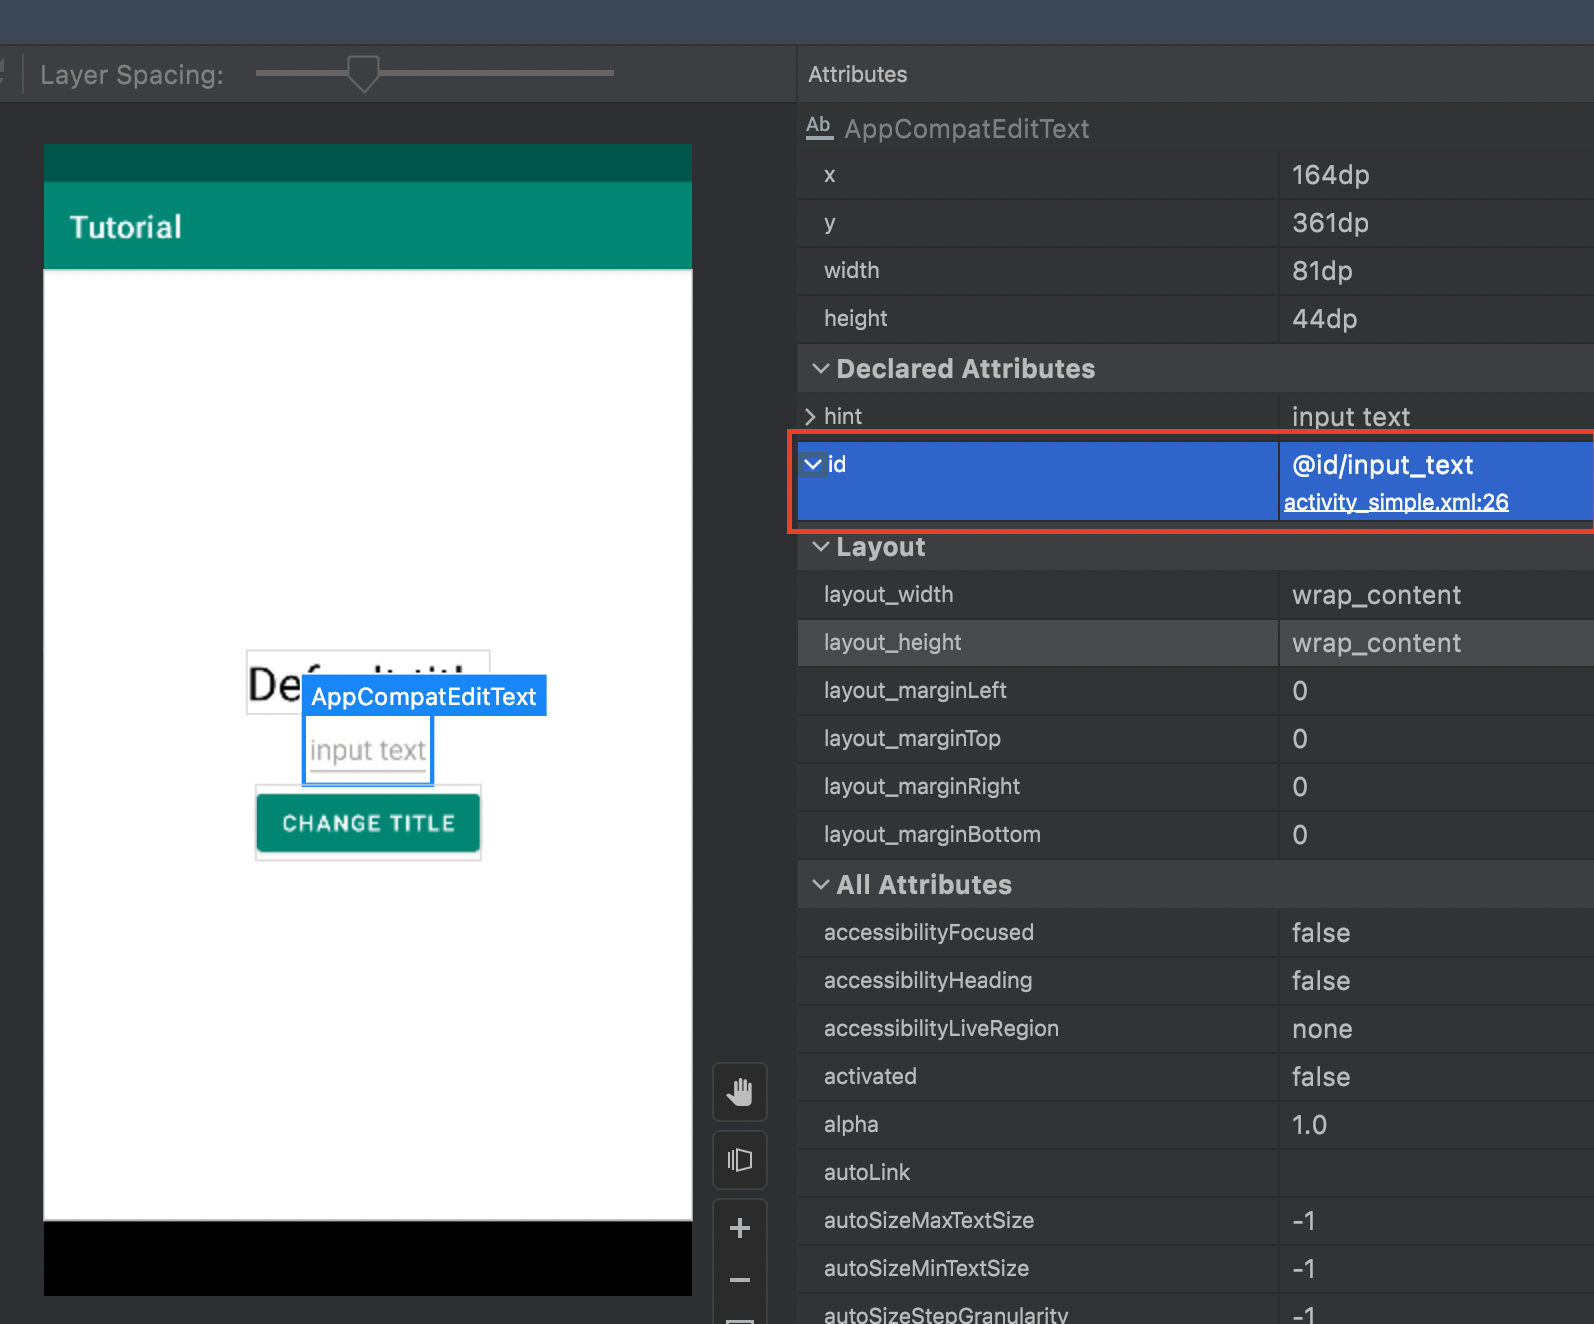 Layer Spacing:
Tutorial
AppCompatEditText
input text
CHANGE TITLE
Attributes
Ab AppCompatEditText
x 164dp
y 361dp
width 81dp
height 44dp
Declared Attributes
hint input text
id @id/input_text
activity_simple.xml:26
Layout
layout_width wrap_content
layout_height wrap_content
layout_marginLeft 0
layout_marginTop 0
layout_marginRight 0
layout_marginBottom 0
All Attributes
accessibilityFocused false
accessibilityHeading false
accessibilityLiveRegion none
activated false
alpha 1.0
autoLink
autoSizeMaxTextSize -1
autoSizeMinTextSize -1
autoSizeStepGranularity -1